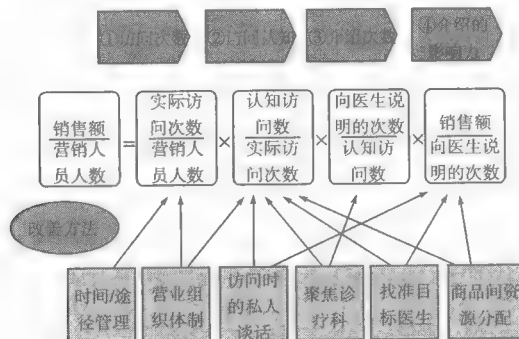 ①访问次数
②访问认知
③介绍次数
④介绍的
影响力
销售额
营销人
员人数
=
实际访
问次数
营销人
员人数
×
认知访
问数
实际访
问次数
×
向医生说
明的次数
认知访
问数
×
销售额
向医生说
明的次数
改善方法
时间/途
径管理
营业组
织体制
访问时
的私人
谈话
聚焦诊
疗科
找准目
标医生
商品间资
源分配